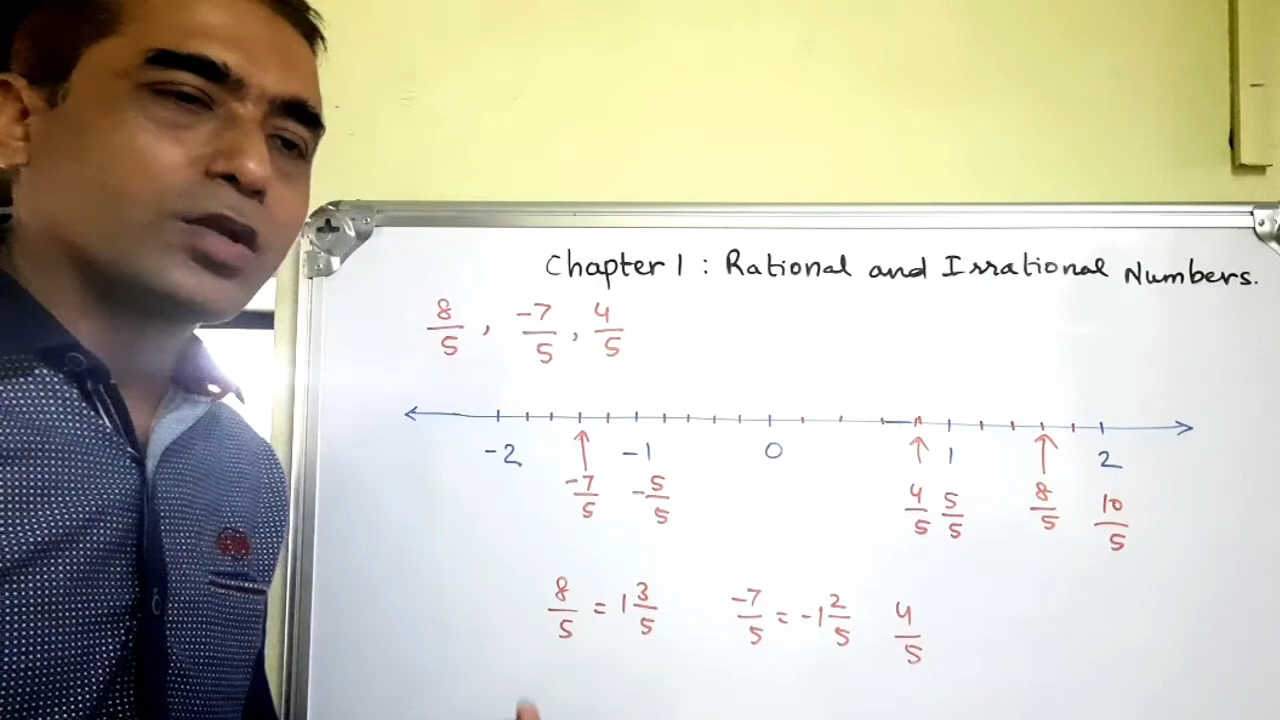 Chapter 1 : Rational and Irrational Numbers.
8/5 , -7/5 , 4/5
-2 -1 0 1 2
-7/5 -5/5 4/5 5/5 8/5 10/5
8/5 = 1 3/5 -7/5 = -1 2/5 4/5